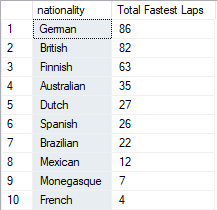 nationality Total Fastest Laps
1 German 86
2 British 82
3 Finnish 63
4 Australian 35
5 Dutch 27
6 Spanish 26
7 Brazilian 22
8 Mexican 12
9 Monegasque 7
10 French 4